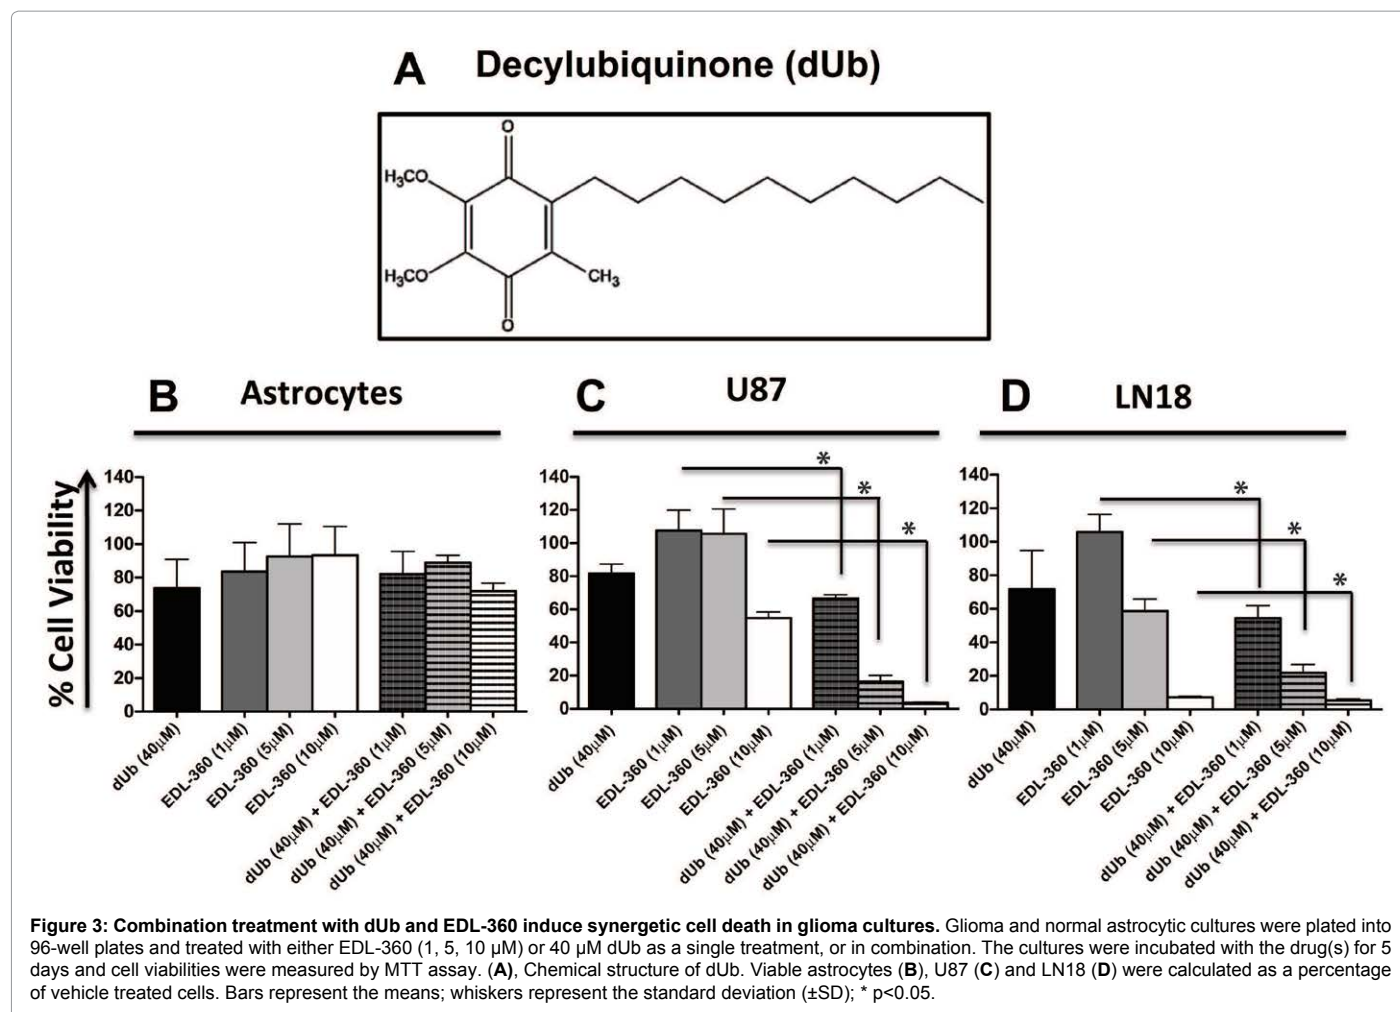 A Decylubiquinone (dUb)
O
H₃CO
H₃CO
CH₃
O
B Astrocytes
C U87
D LN18
% Cell Viability
140
120
100
80
60
40
20
0
dUb (40µM)
EDL-360 (1µM)
EDL-360 (5µM)
EDL-360 (10µM)
dUb (40µM) + EDL-360 (1µM)
dUb (40µM) + EDL-360 (5µM)
dUb (40µM) + EDL-360 (10µM)
140
120
100
80
60
40
20
0
*
*
*
dUb (40µM)
EDL-360 (1µM)
EDL-360 (5µM)
EDL-360 (10µM)
dUb (40µM) + EDL-360 (1µM)
dUb (40µM) + EDL-360 (5µM)
dUb (40µM) + EDL-360 (10µM)
140
120
100
80
60
40
20
0
*
*
*
dUb (40µM)
EDL-360 (1µM)
EDL-360 (5µM)
EDL-360 (10µM)
dUb (40µM) + EDL-360 (1µM)
dUb (40µM) + EDL-360 (5µM)
dUb (40µM) + EDL-360 (10µM)
Figure 3: Combination treatment with dUb and EDL-360 induce synergetic cell death in glioma cultures. Glioma and normal astrocytic cultures were plated into
96-well plates and treated with either EDL-360 (1, 5, 10 µM) or 40 µM dUb as a single treatment, or in combination. The cultures were incubated with the drug(s) for 5
days and cell viabilities were measured by MTT assay. (A), Chemical structure of dUb. Viable astrocytes (B), U87 (C) and LN18 (D) were calculated as a percentage
of vehicle treated cells. Bars represent the means; whiskers represent the standard deviation (±SD); * p<0.05.